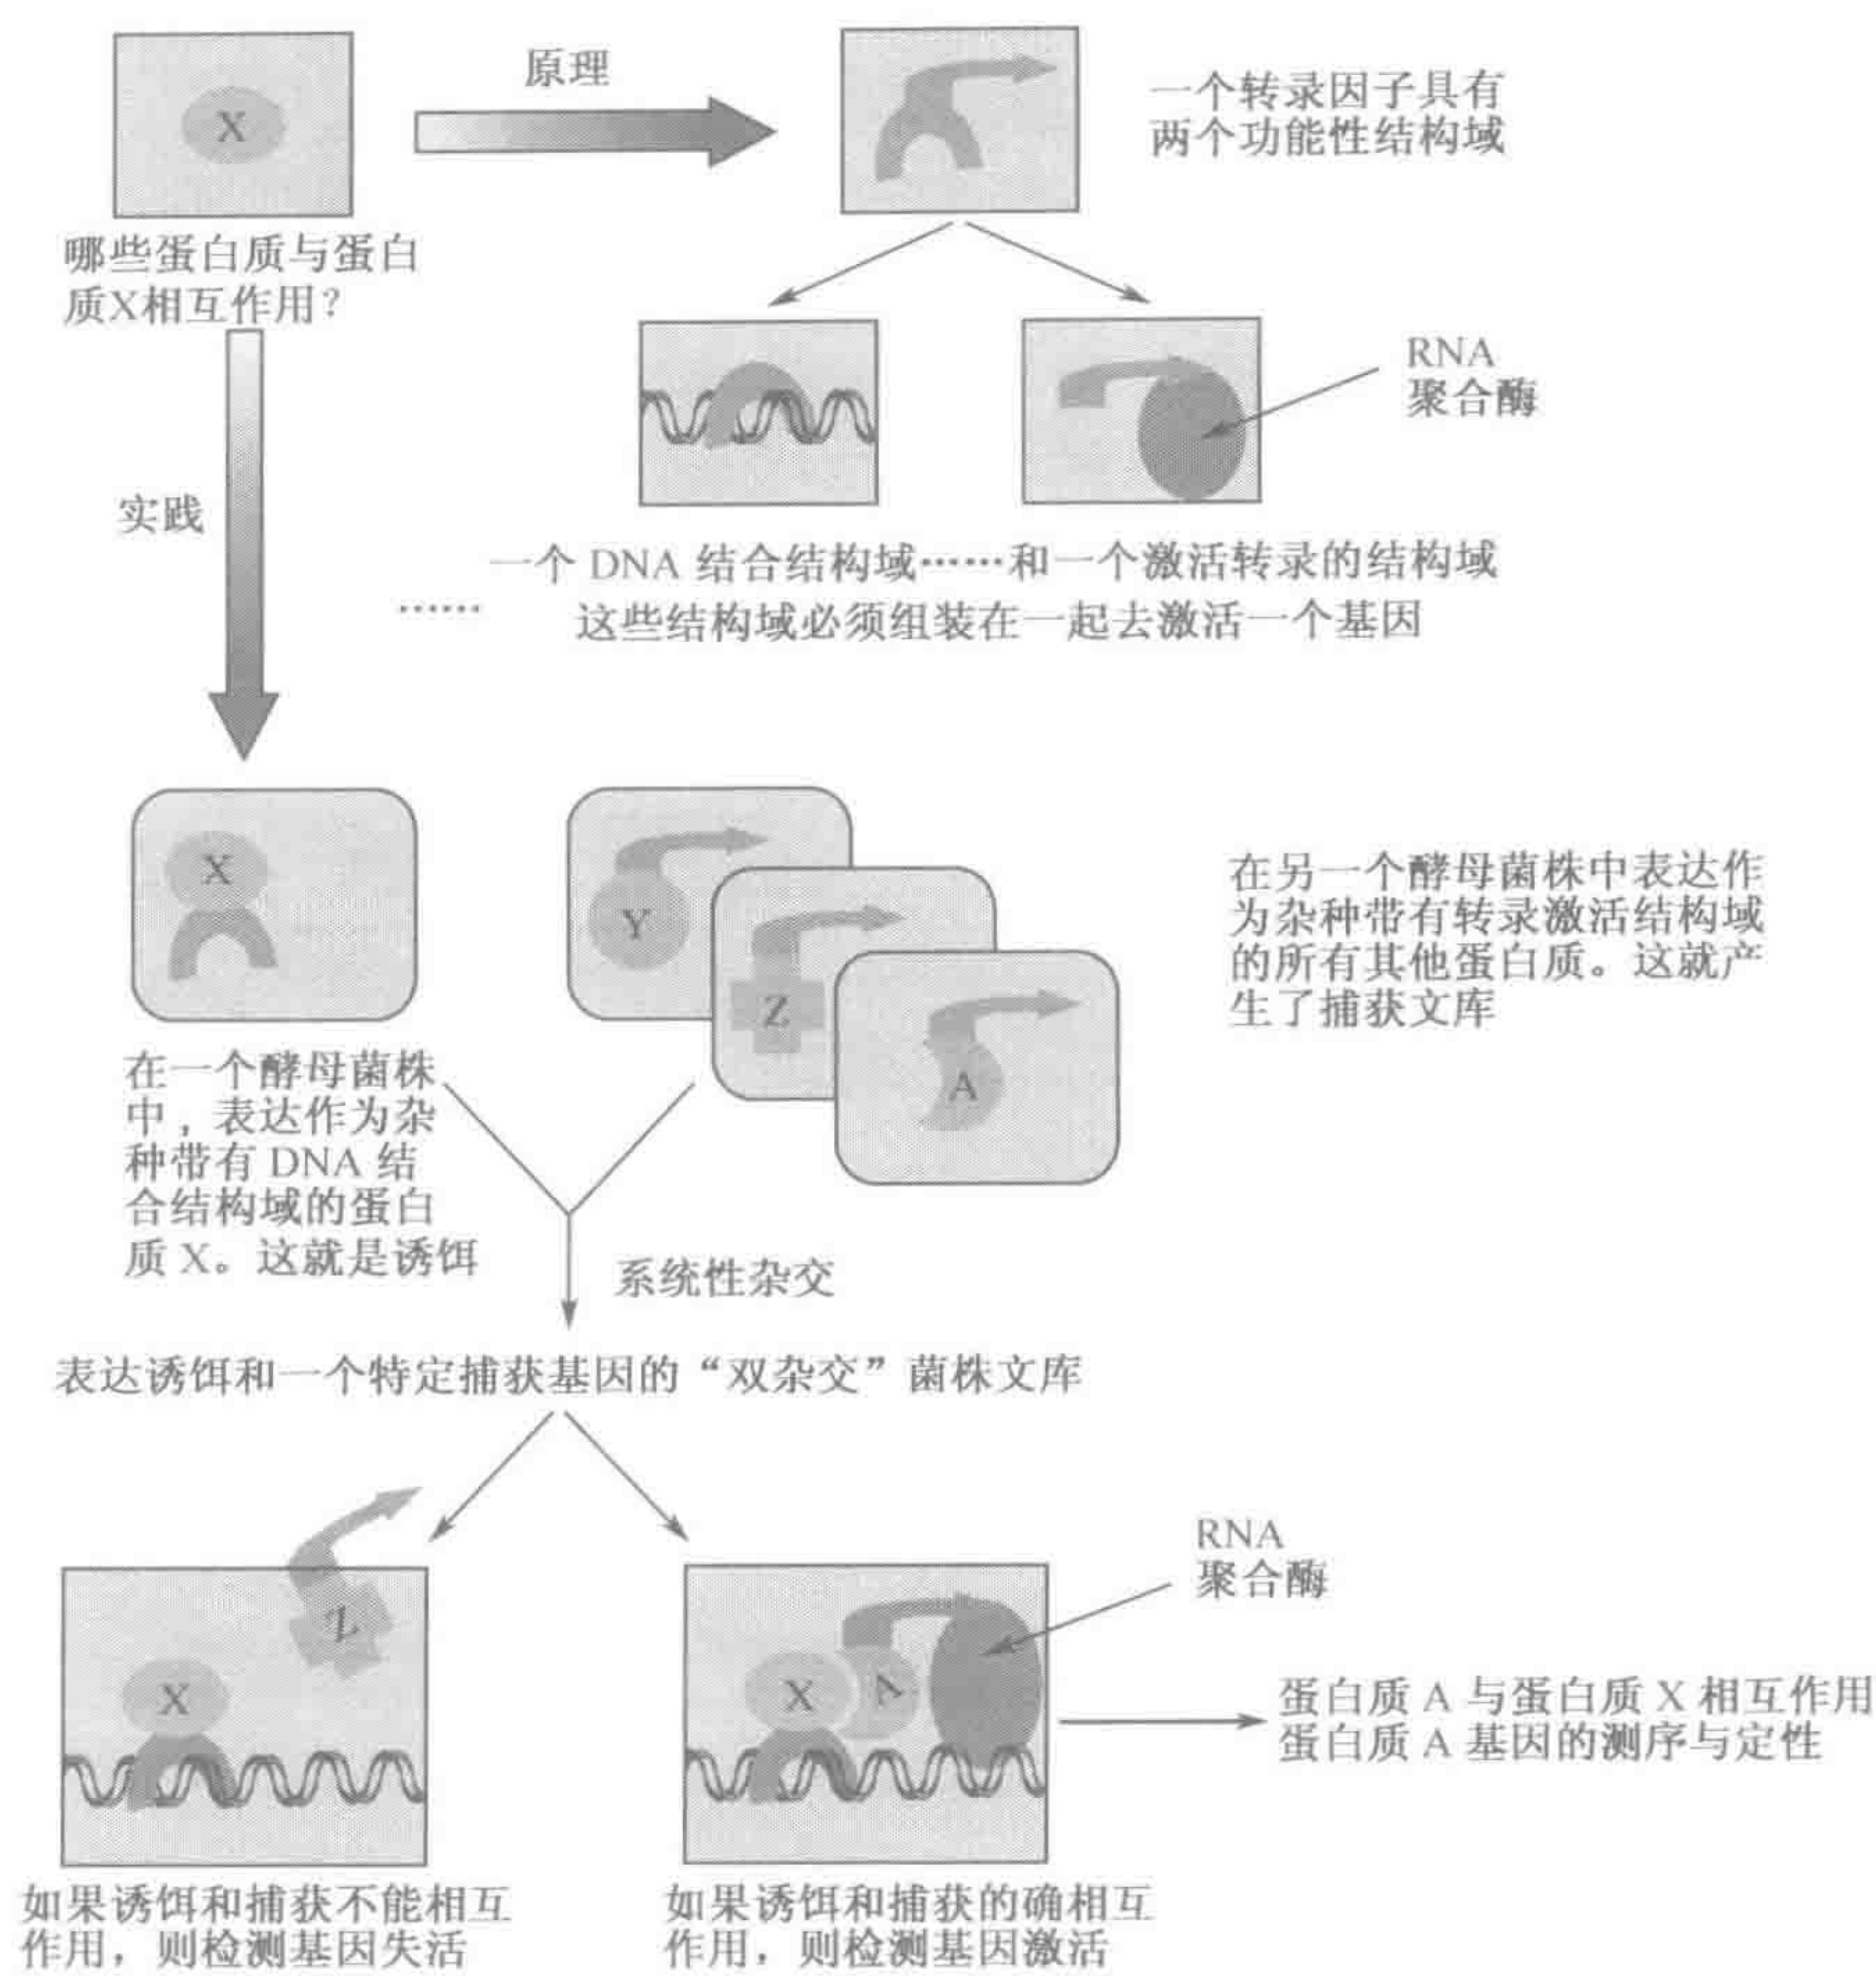 X
原理
一个转录因子具有
两个功能性结构域
哪些蛋白质与蛋白
质X相互作用？
RNA
聚合酶
实践
一个 DNA 结合结构域……和一个激活转录的结构域
……
这些结构域必须组装在一起去激活一个基因
X
Y
Z
A
在另一个酵母菌株中表达作
为杂种带有转录激活结构域
的所有其他蛋白质。这就产
生了捕获文库
在一个酵母菌株
中，表达作为杂
种带有 DNA 结
合结构域的蛋白
质 X。这就是诱饵
系统性杂交
表达诱饵和一个特定捕获基因的“双杂交”菌株文库
Z
X
RNA
聚合酶
X
A
蛋白质 A 与蛋白质 X 相互作用
蛋白质 A 基因的测序与定性
如果诱饵和捕获不能相互
作用，则检测基因失活
如果诱饵和捕获的确相互
作用，则检测基因激活